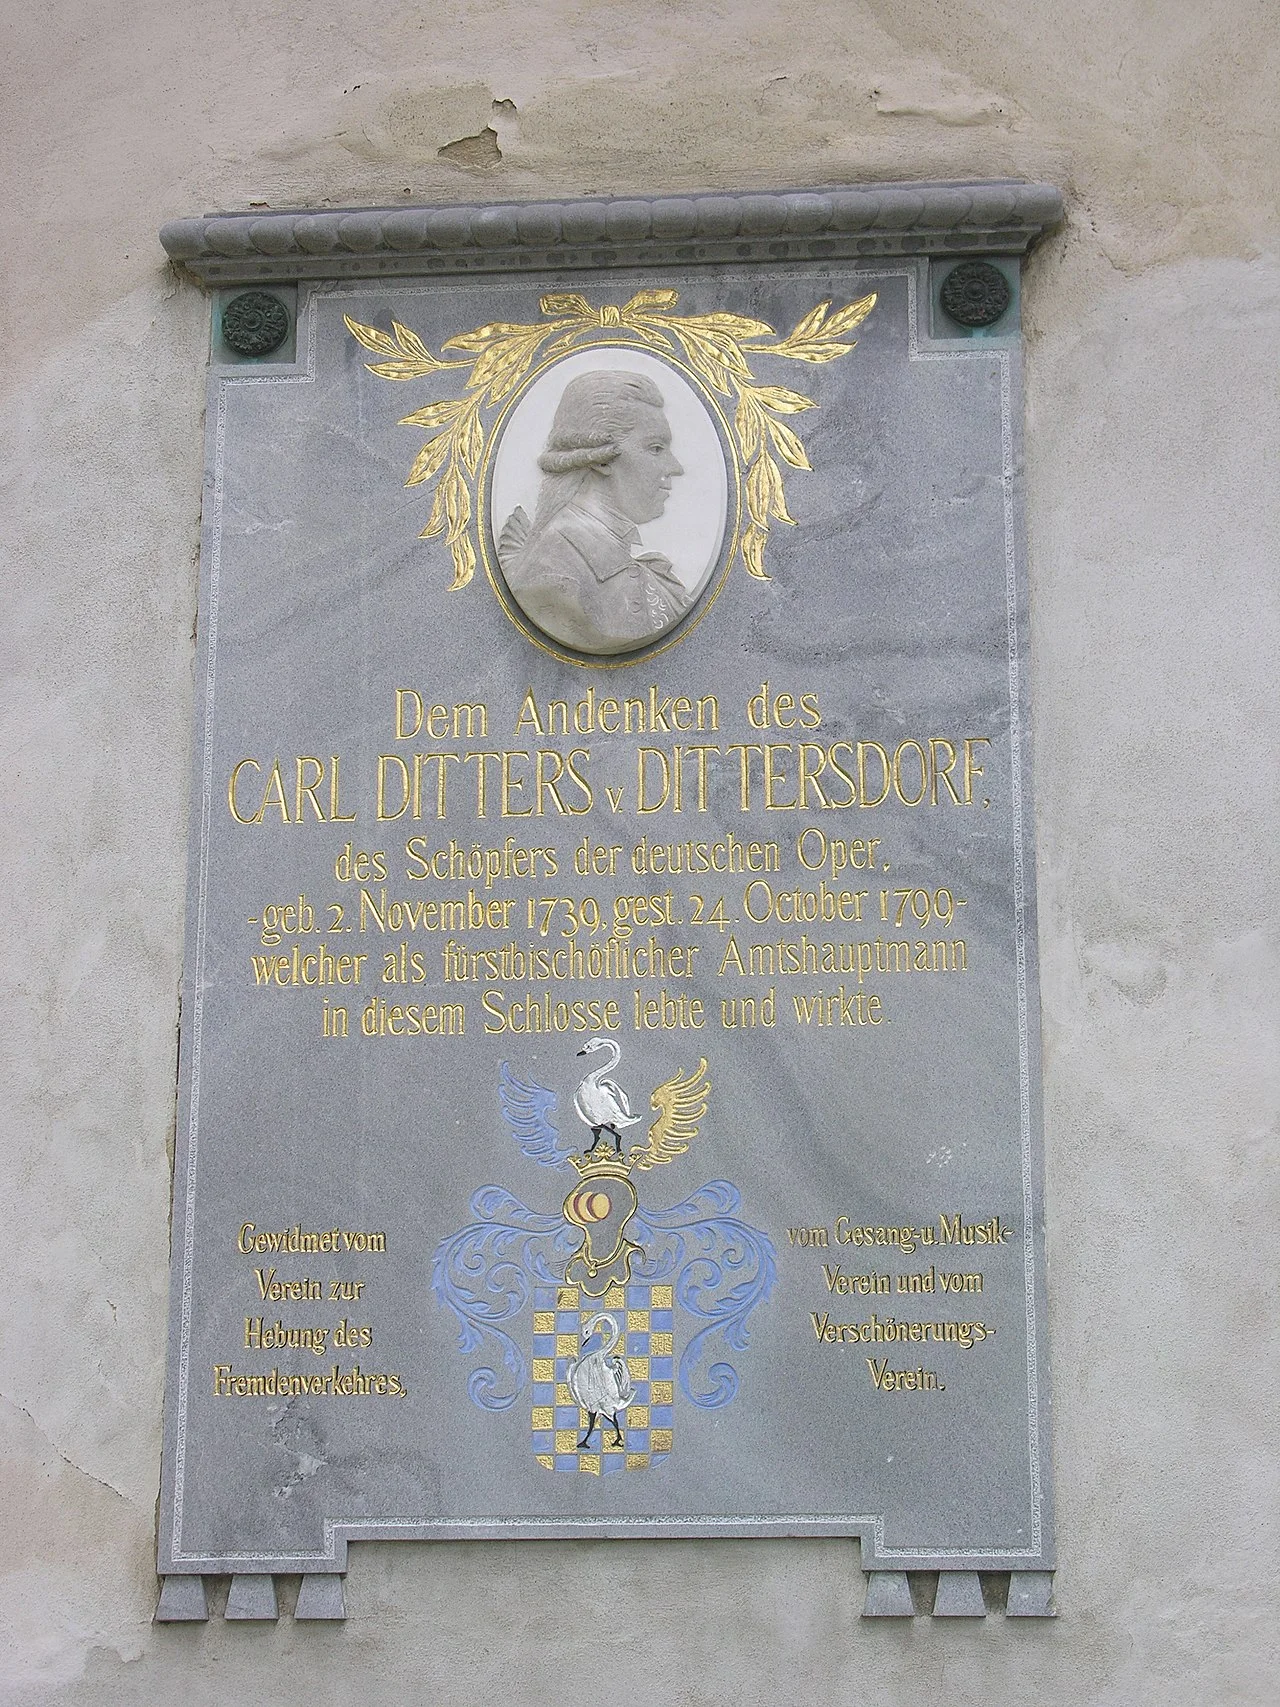 Dem Andenken des
CARL DITTERS v. DITTERSDORF,
des Schöpfers der deutschen Oper,
-geb. 2. November 1739, gest. 24. October 1799-
welcher als fürstbischöflicher Amtshauptmann
in diesem Schlosse lebte und wirkte.
Gewidmet vom
Verein zur
Hebung des
Fremdenverkehres,
vom Gesang-u. Musik-
Verein und vom
Verschönerungs-
Verein.